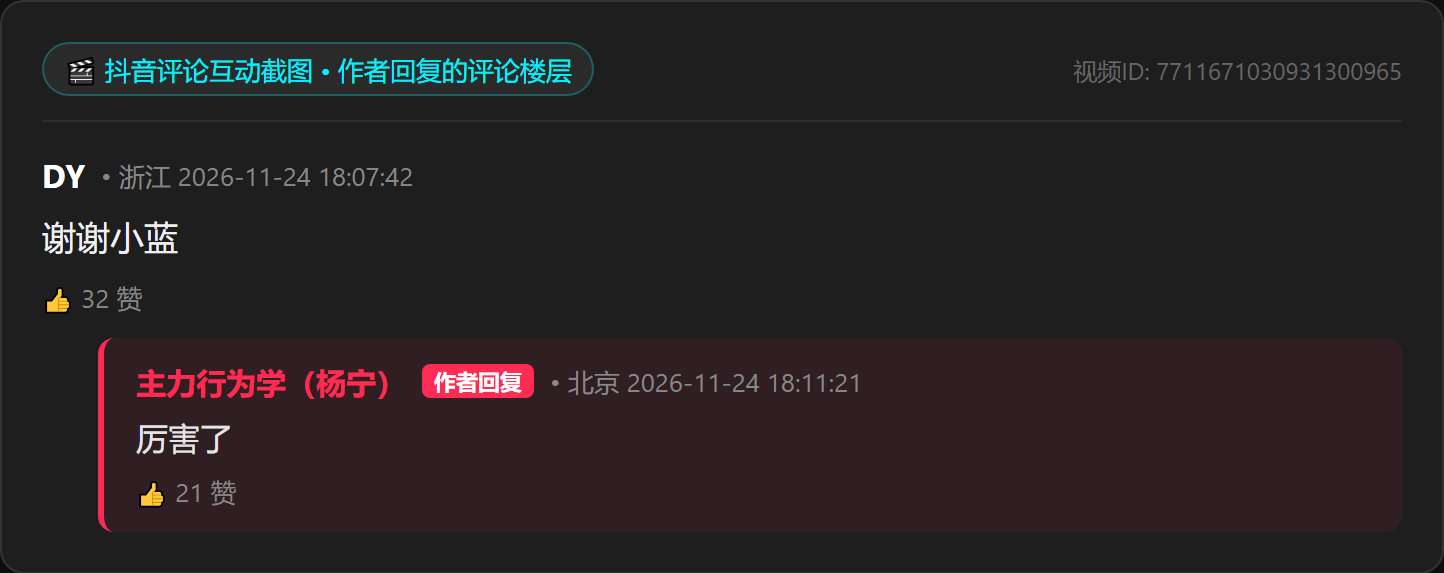 🎬 抖音评论互动截图 • 作者回复的评论楼层
视频ID: 7711671030931300965
DY • 浙江 2026-11-24 18:07:42
谢谢小蓝
👍 32 赞
主力行为学（杨宁） 作者回复 • 北京 2026-11-24 18:11:21
厉害了
👍 21 赞